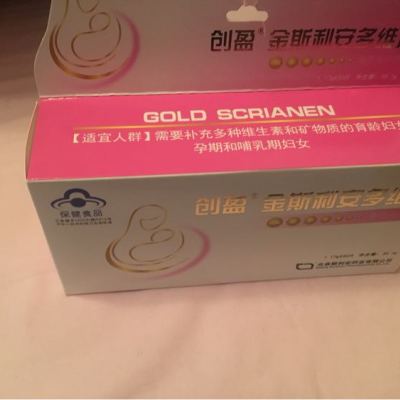 创盈® 金斯利安多维
GOLD SCRIANEN
【适宜人群】需要补充多种维生素和矿物质的育龄妇女
孕期和哺乳期妇女
创盈® 金斯利安多维
保健食品